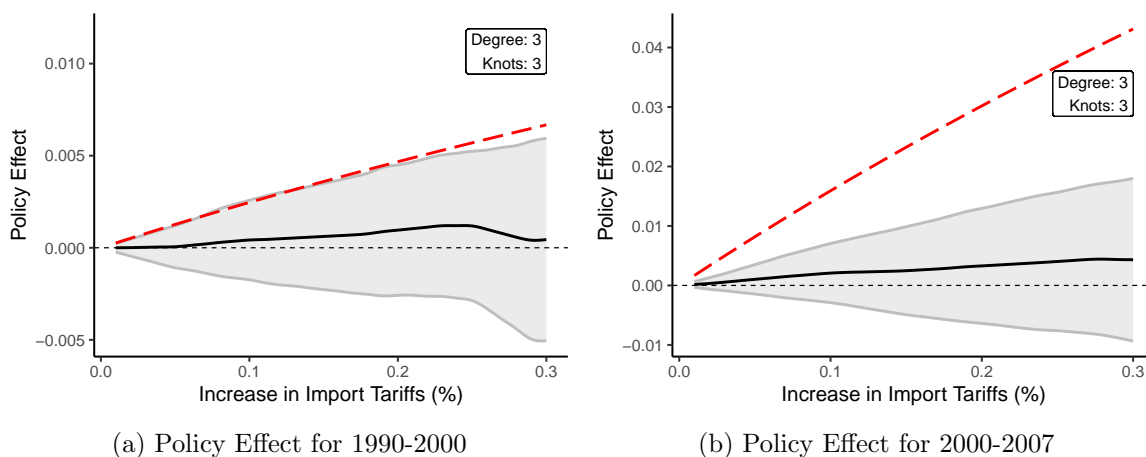 Degree: 3
Knots: 3
0.010
0.005
0.000
−0.005
Policy Effect
0.0
0.1
0.2
0.3
Increase in Import Tariffs (%)
(a) Policy Effect for 1990-2000
Degree: 3
Knots: 3
0.04
0.03
0.02
0.01
0.00
−0.01
Policy Effect
0.0
0.1
0.2
0.3
Increase in Import Tariffs (%)
(b) Policy Effect for 2000-2007